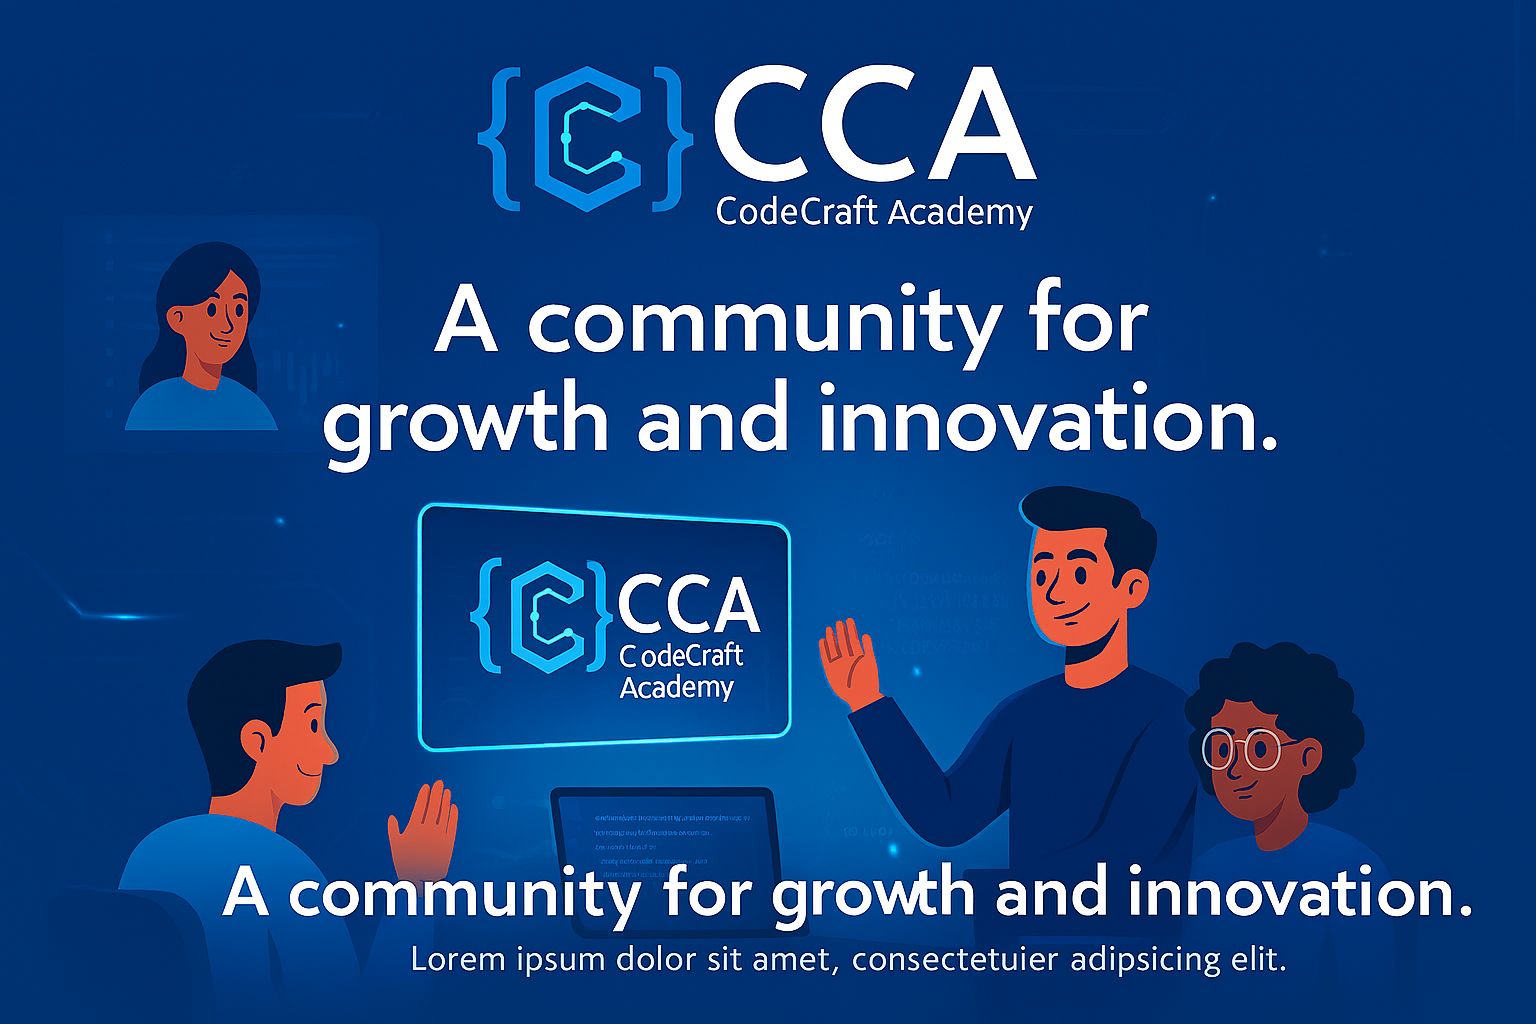 CCA
CodeCraft Academy
A community for
growth and innovation.
CCA
CodeCraft
Academy
A community for growth and innovation.
Lorem ipsum dolor sit amet, consectetuier adipsicing elit.